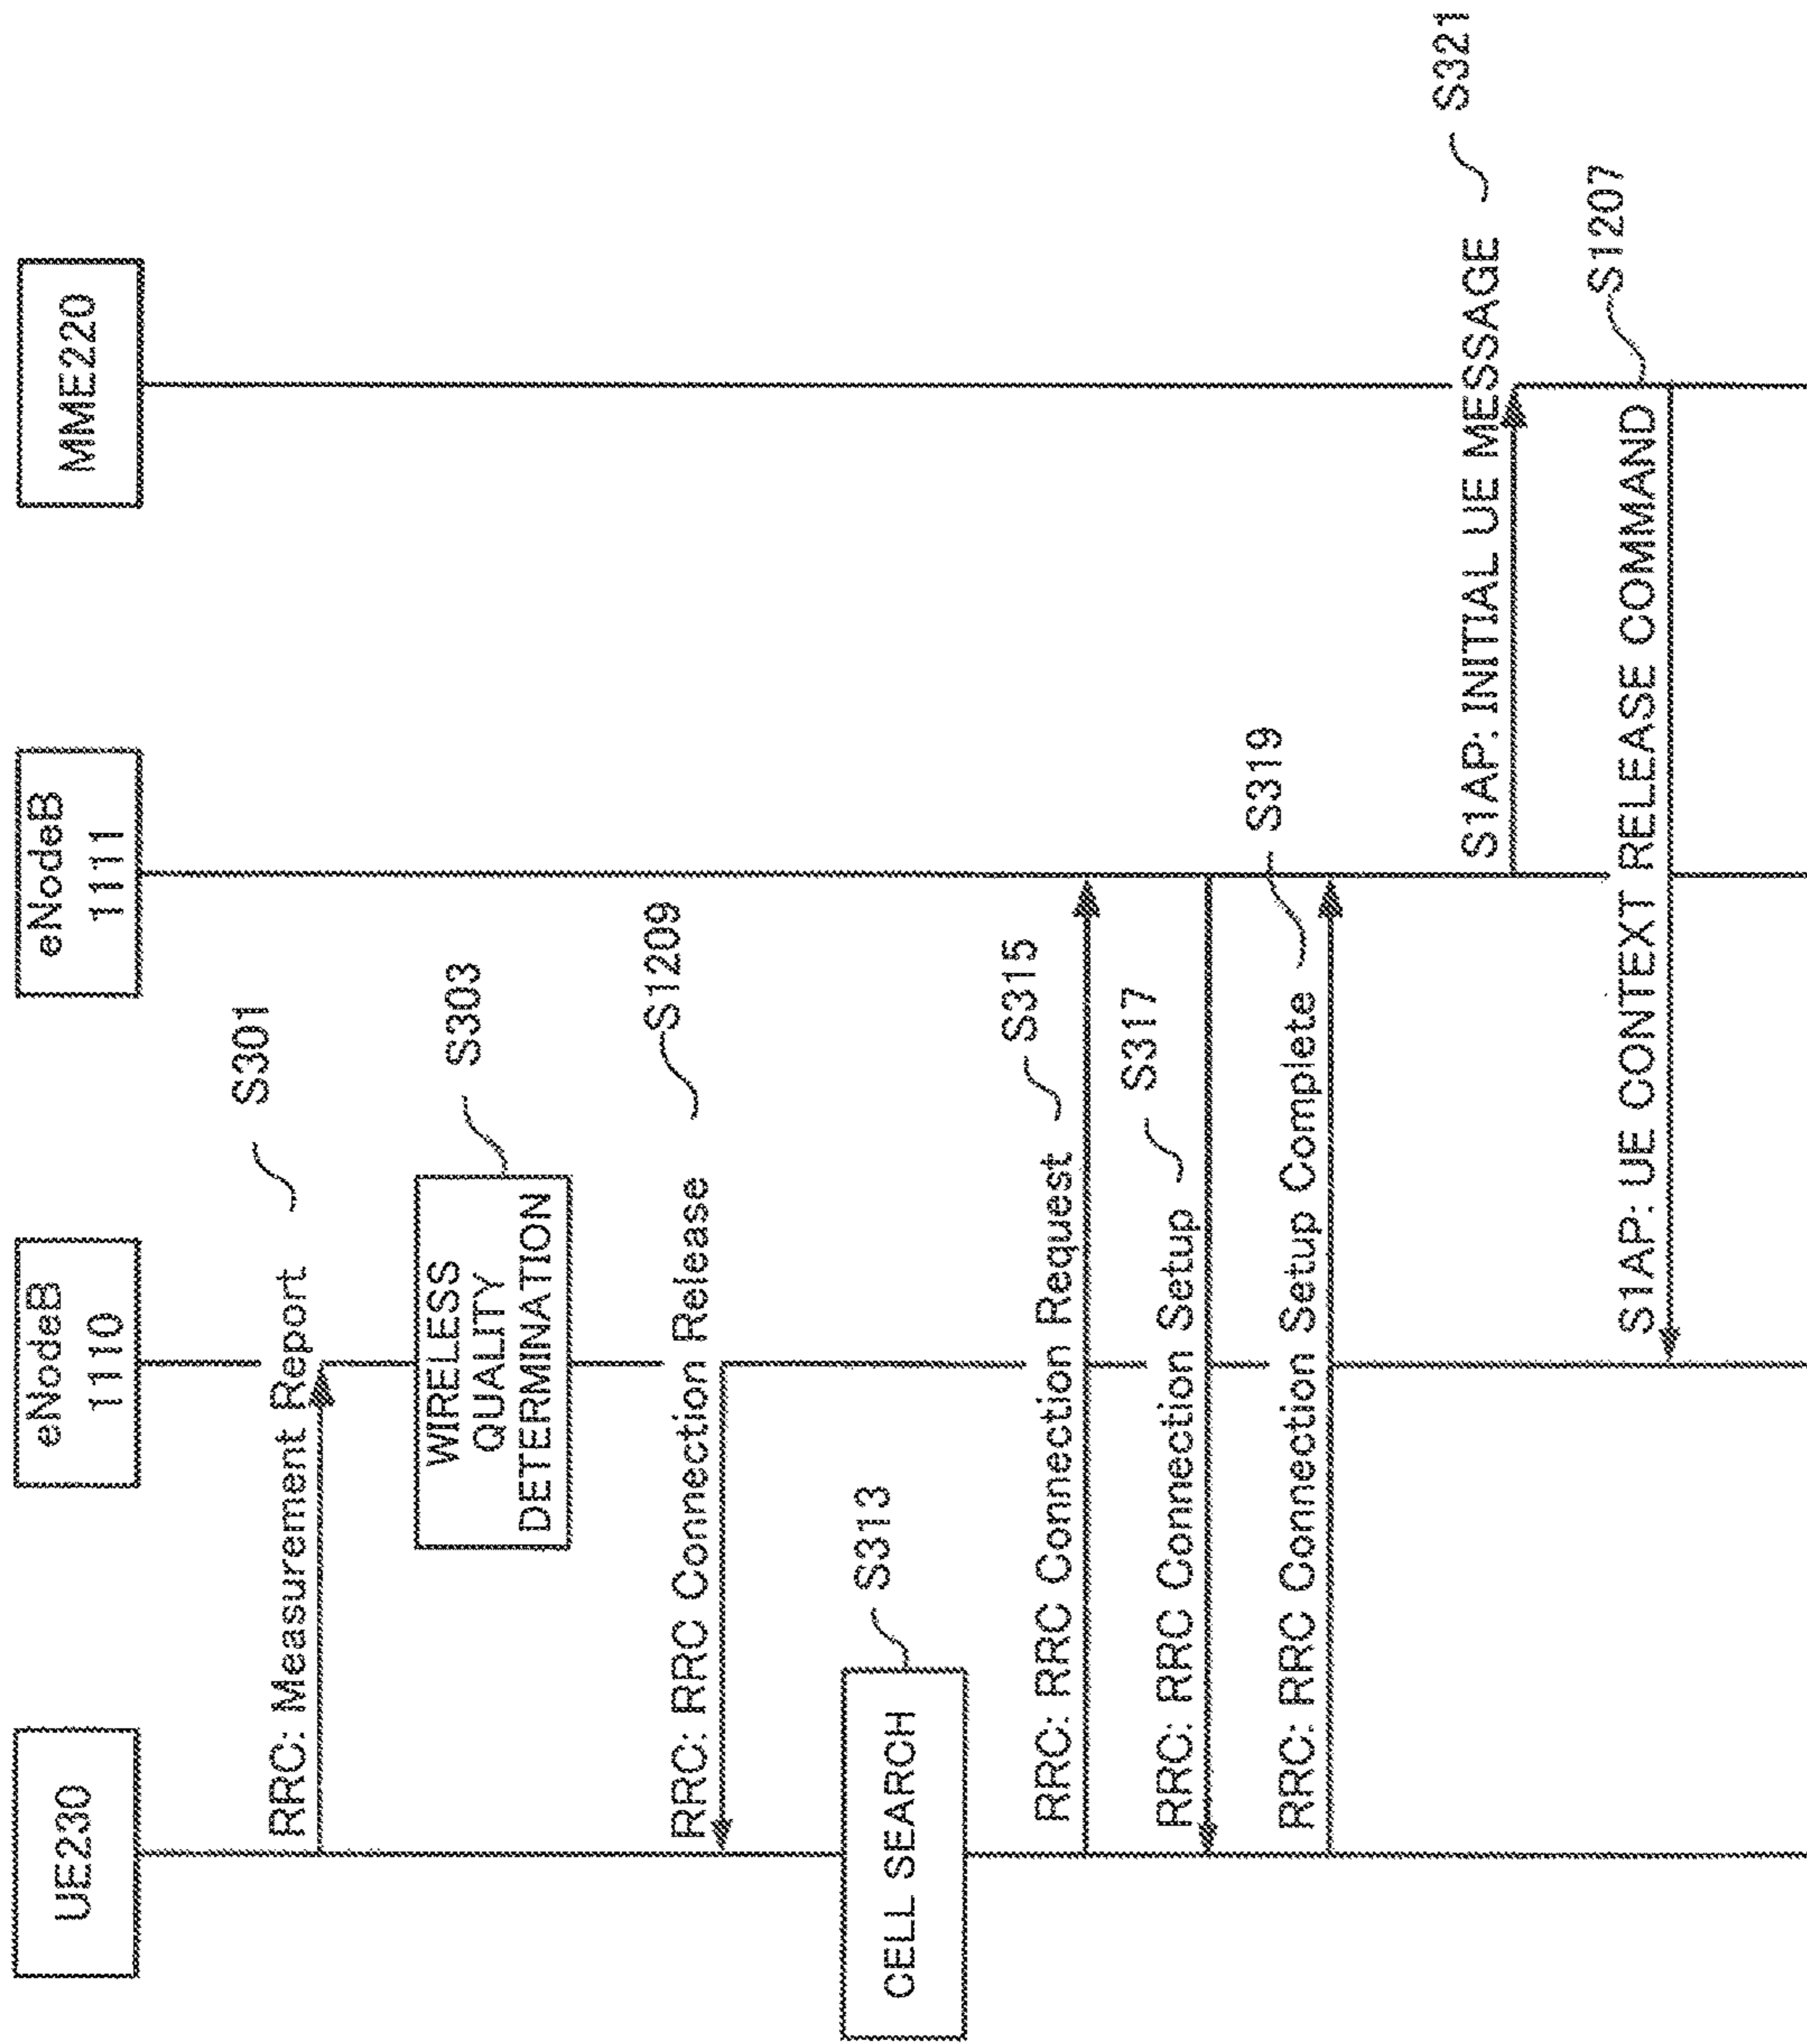 UE230
eNodeB
1110
eNodeB
1111
MME220
RRC: Measurement Report
S301
WIRELESS
QUALITY
DETERMINATION
S303
RRC: RRC Connection Release
S1209
CELL SEARCH
S313
RRC: RRC Connection Request
S315
RRC: RRC Connection Setup
S317
RRC: RRC Connection Setup Complete
S319
S1AP: INITIAL UE MESSAGE
S321
S1AP: UE CONTEXT RELEASE COMMAND
S1207